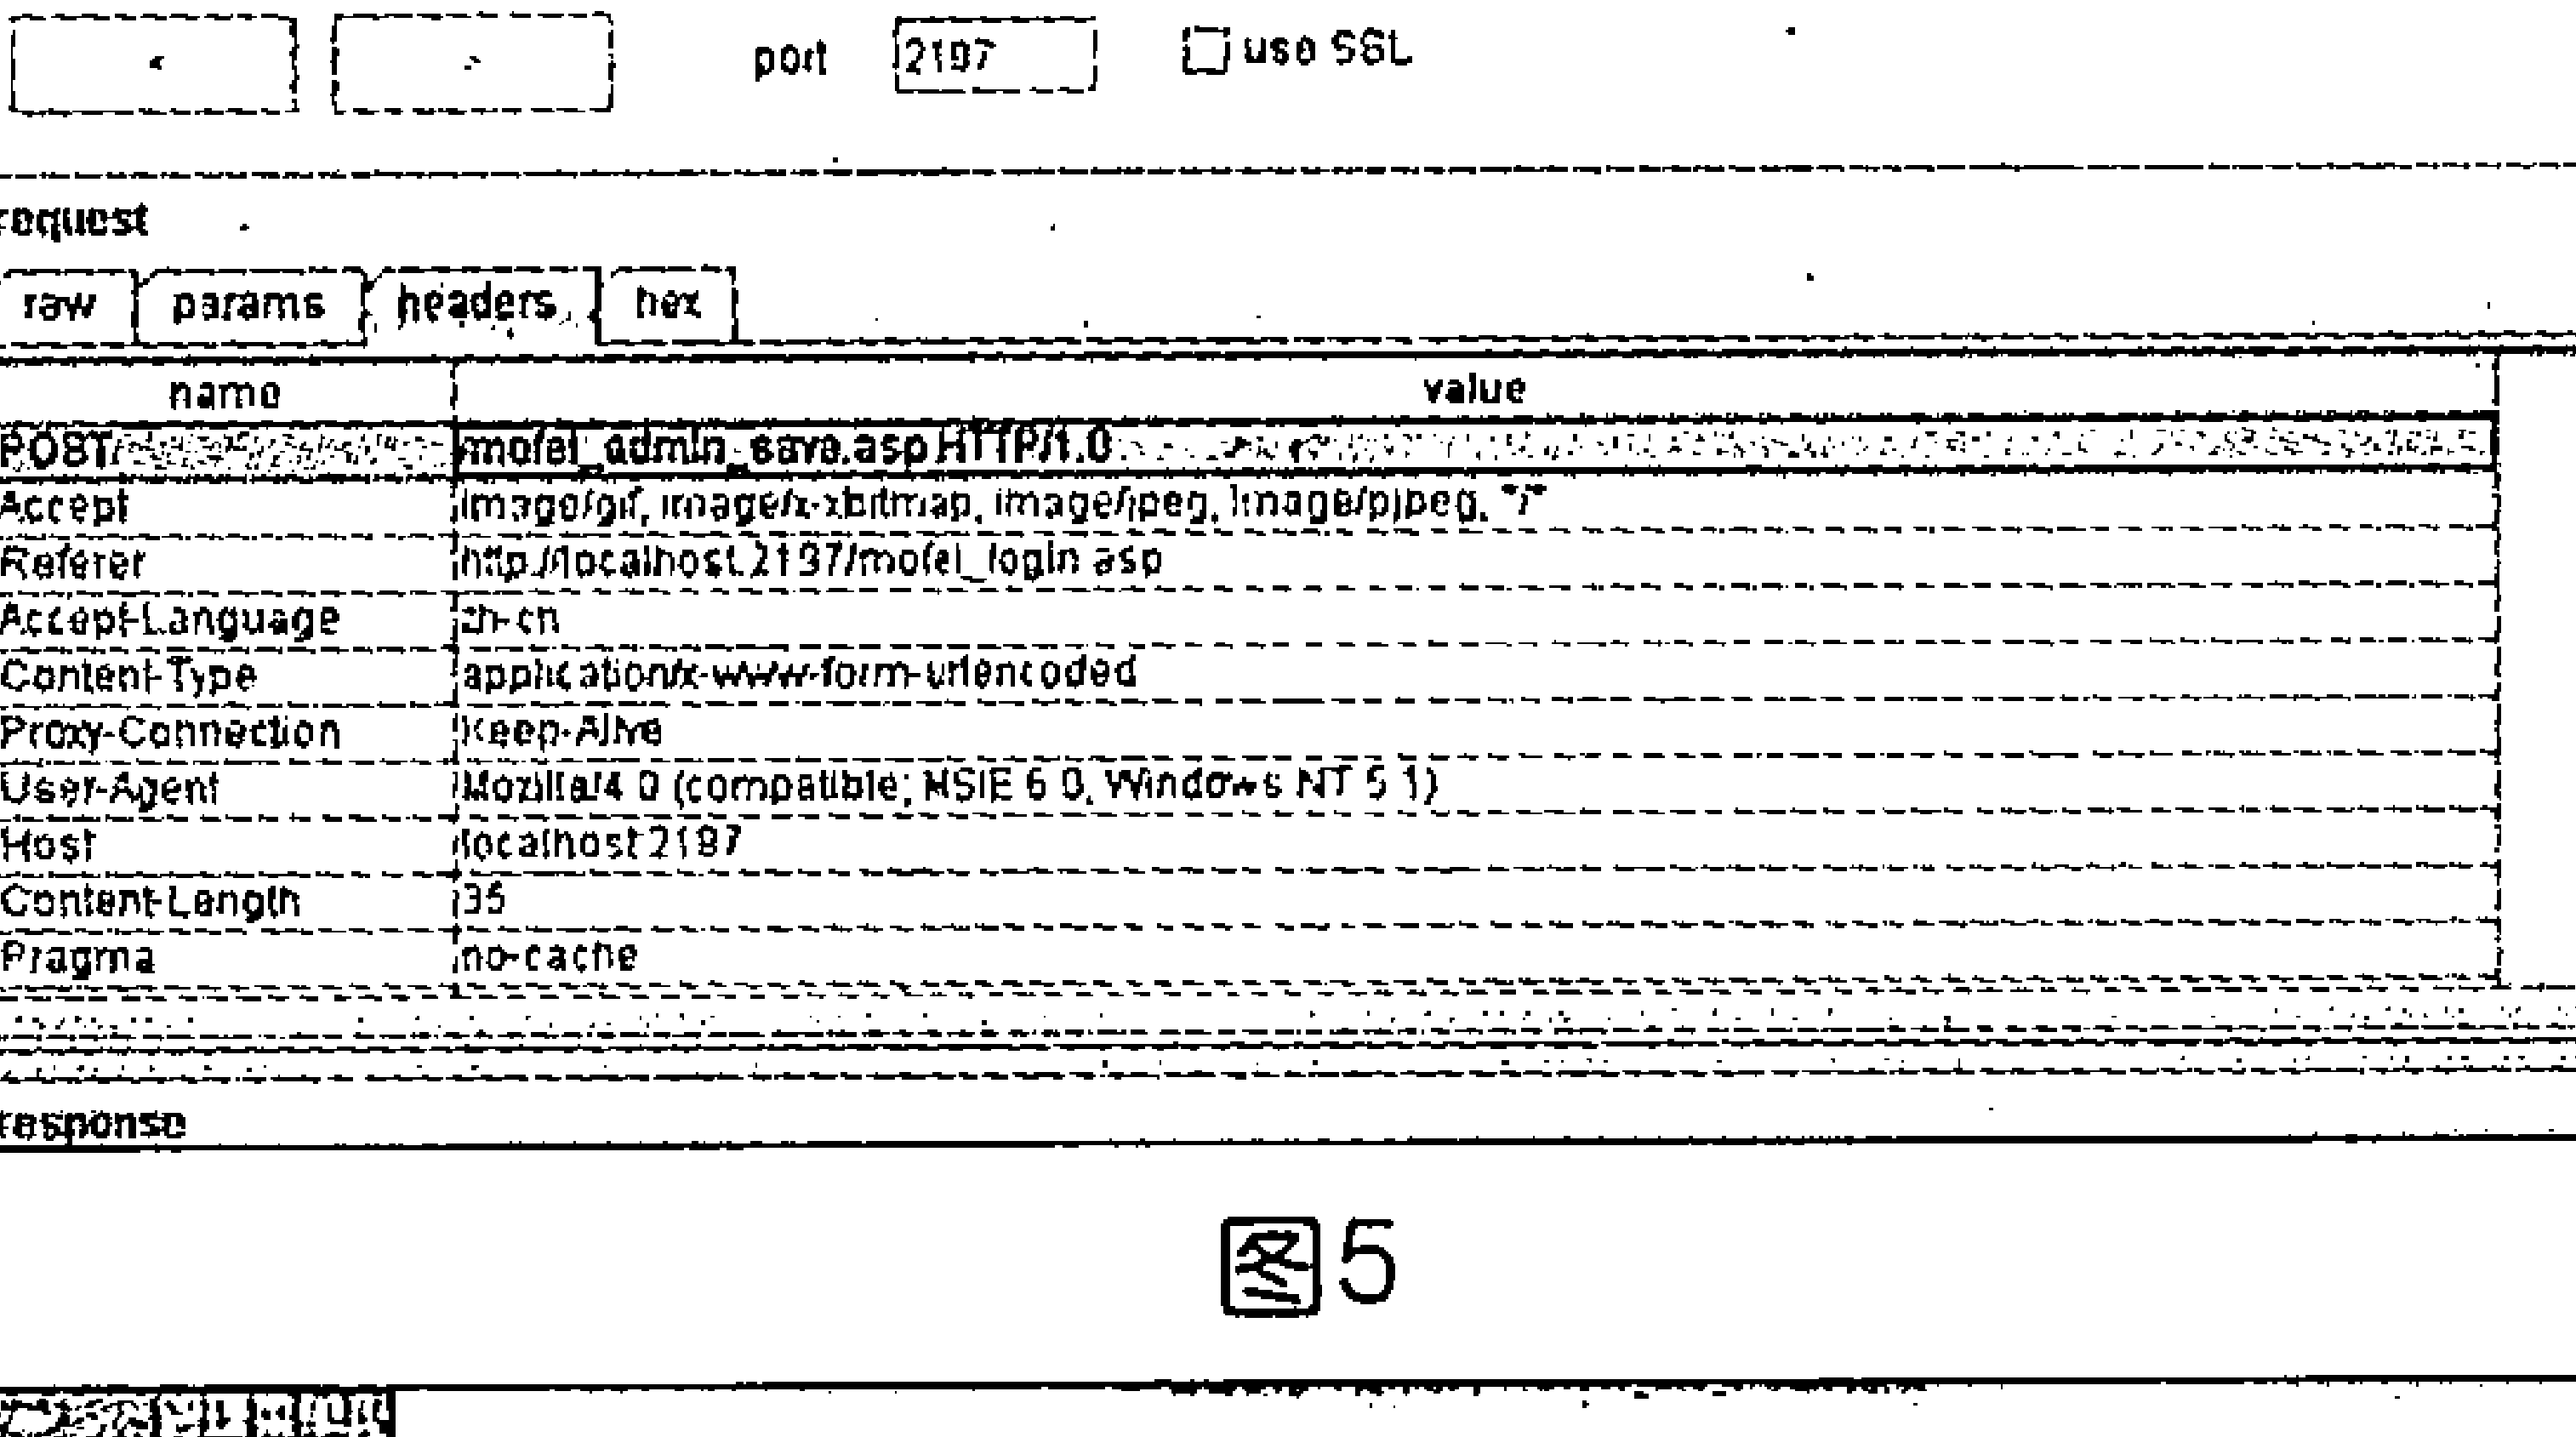 < > port 2197 use SSL
request
raw params headers hex
name value
POST mofei_admin_save.asp HTTP/1.0
Accept image/gif, image/x-xbitmap, image/jpeg, image/pjpeg, */*
Referer http://localhost:2197/mofei_login.asp
Accept-Language zh-cn
Content-Type application/x-www-form-urlencoded
Proxy-Connection Keep-Alive
User-Agent Mozilla/4.0 (compatible; MSIE 6.0; Windows NT 5.1)
Host localhost:2197
Content-Length 35
Pragma no-cache
response
图5